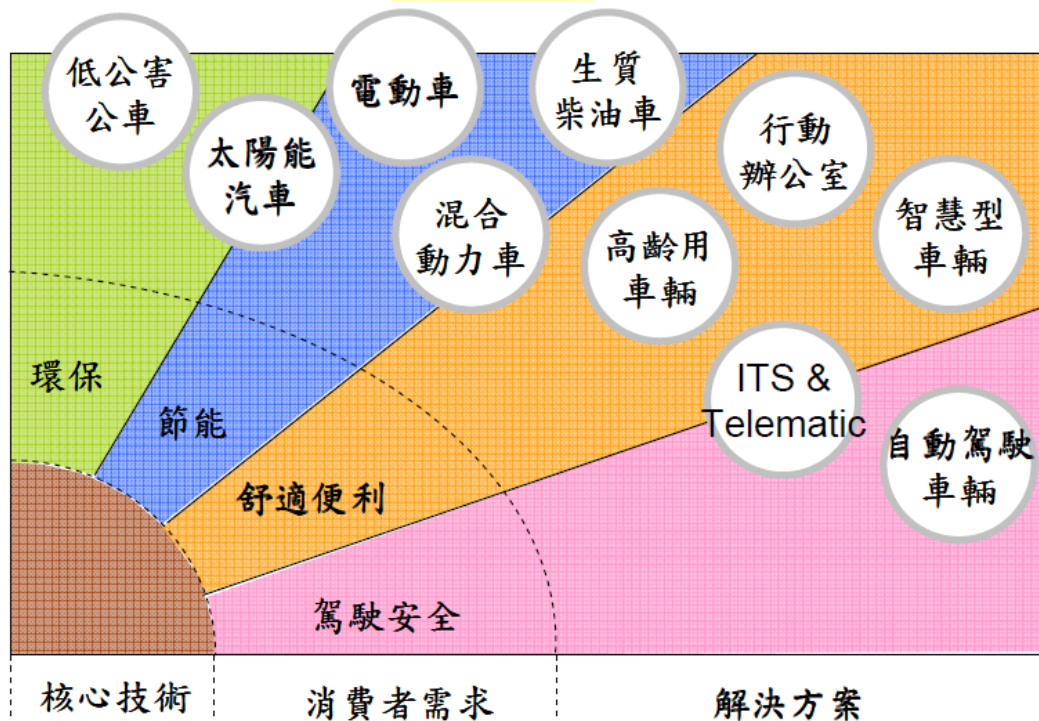 低公害
公車
太陽能
汽車
電動車
混合
動力車
生質
柴油車
行動
辦公室
高齡用
車輛
智慧型
車輛
ITS &
Telematic
自動駕駛
車輛
環保
節能
舒適便利
駕駛安全
核心技術
消費者需求
解決方案